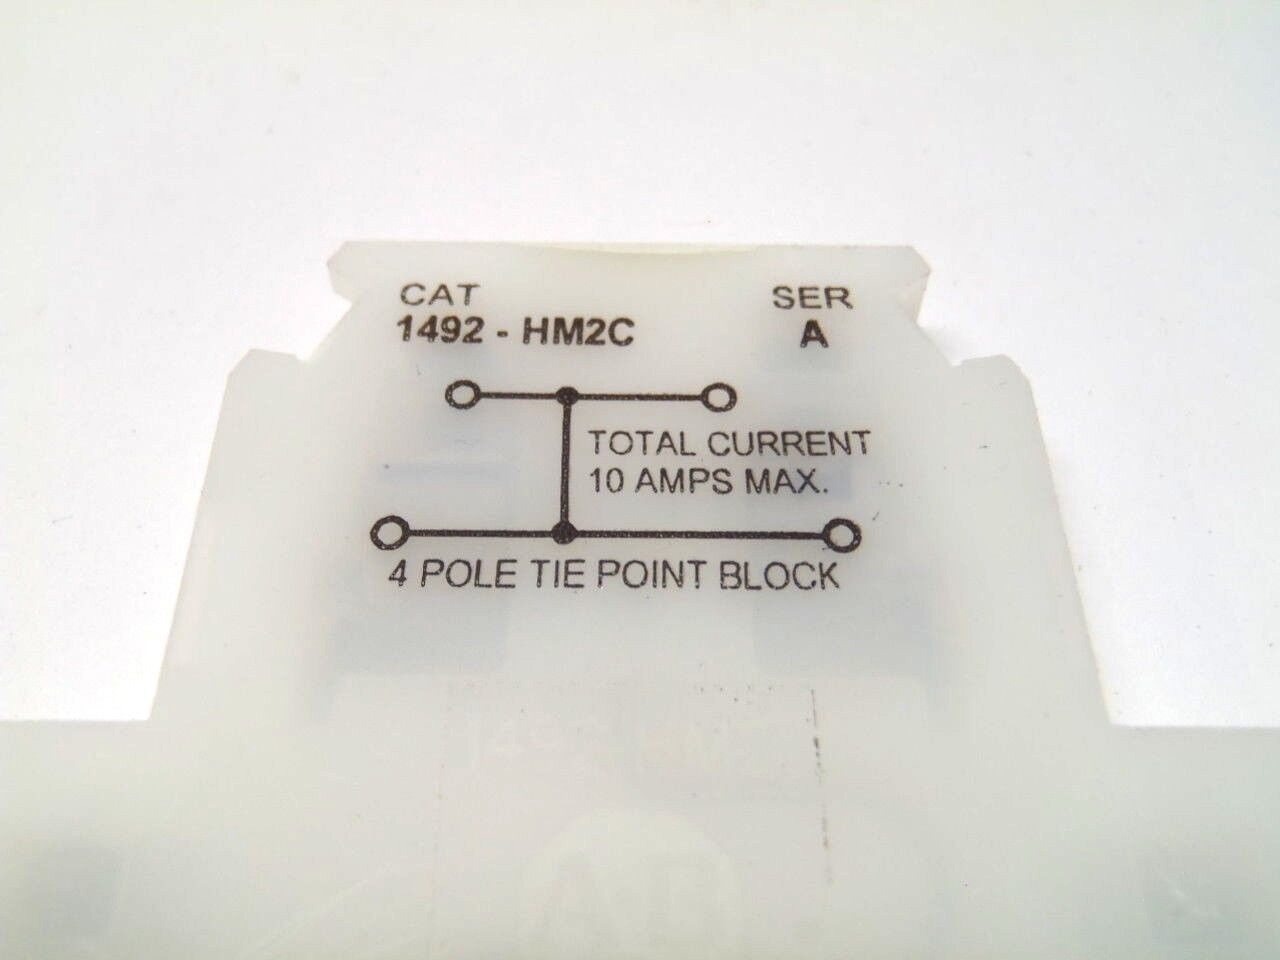 CAT SER
1492 - HM2C A
TOTAL CURRENT
10 AMPS MAX.
4 POLE TIE POINT BLOCK